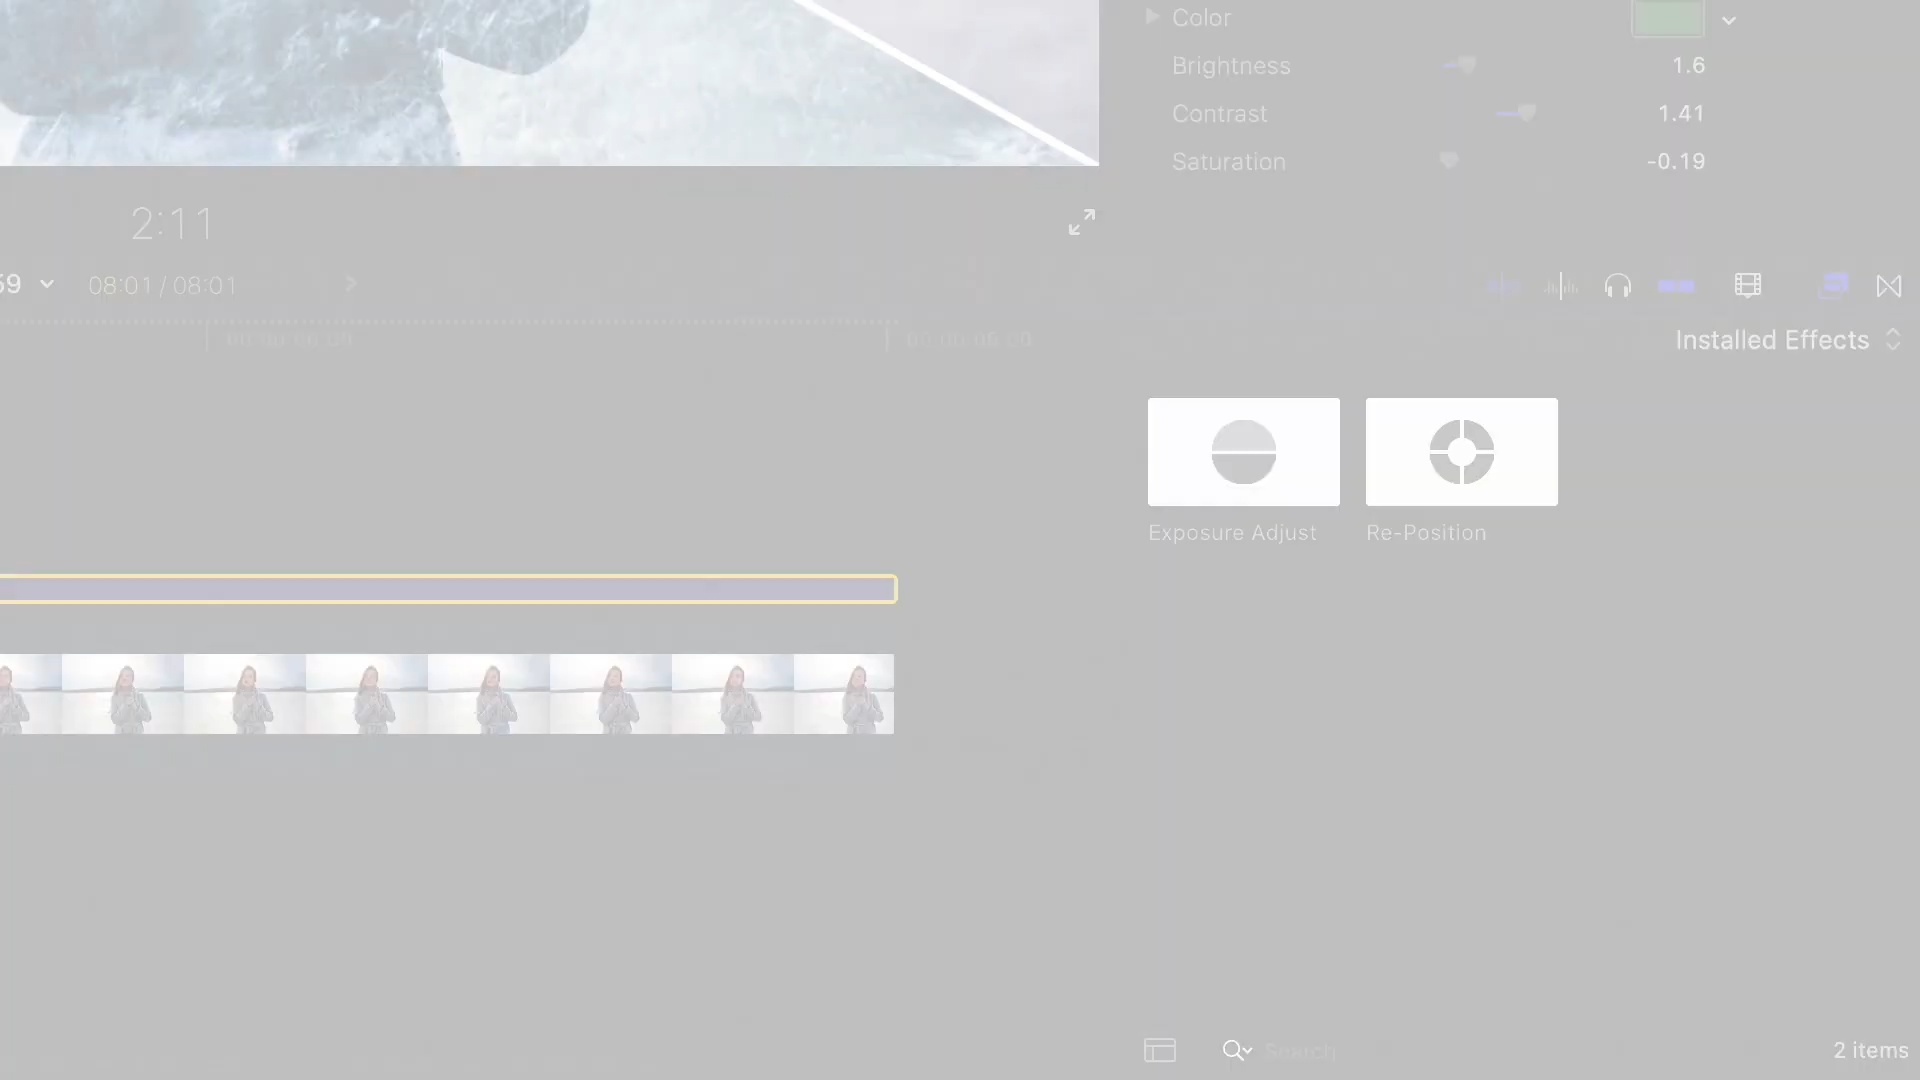 Color
Brightness 1.6
Contrast 1.41
Saturation -0.19
2:11
59 08:01 / 08:01
Installed Effects
Exposure Adjust Re-Position
Search 2 items